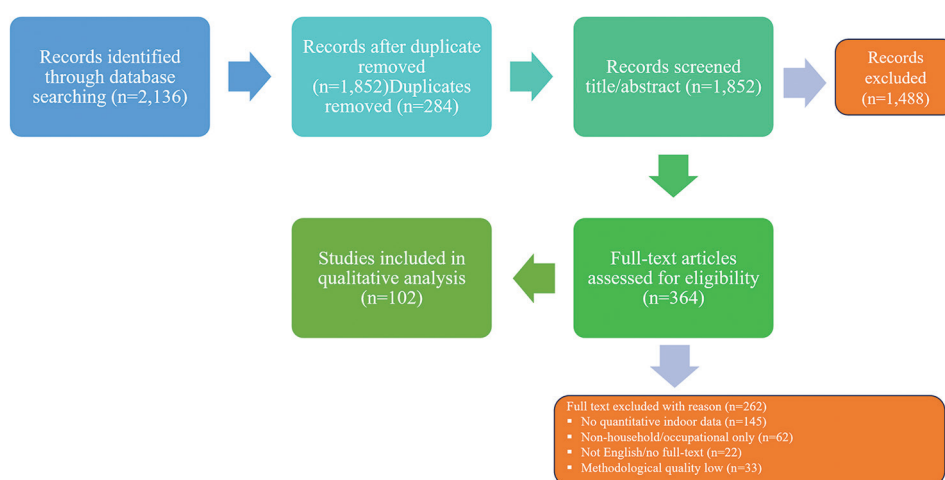 Records identified
through database
searching (n=2,136)
Records after duplicate
removed
(n=1,852)Duplicates
removed (n=284)
Records screened
title/abstract (n=1,852)
Records
excluded
(n=1,488)
Studies included in
qualitative analysis
(n=102)
Full-text articles
assessed for eligibility
(n=364)
Full text excluded with reason (n=262)
▪ No quantitative indoor data (n=145)
▪ Non-household/occupational only (n=62)
▪ Not English/no full-text (n=22)
▪ Methodological quality low (n=33)